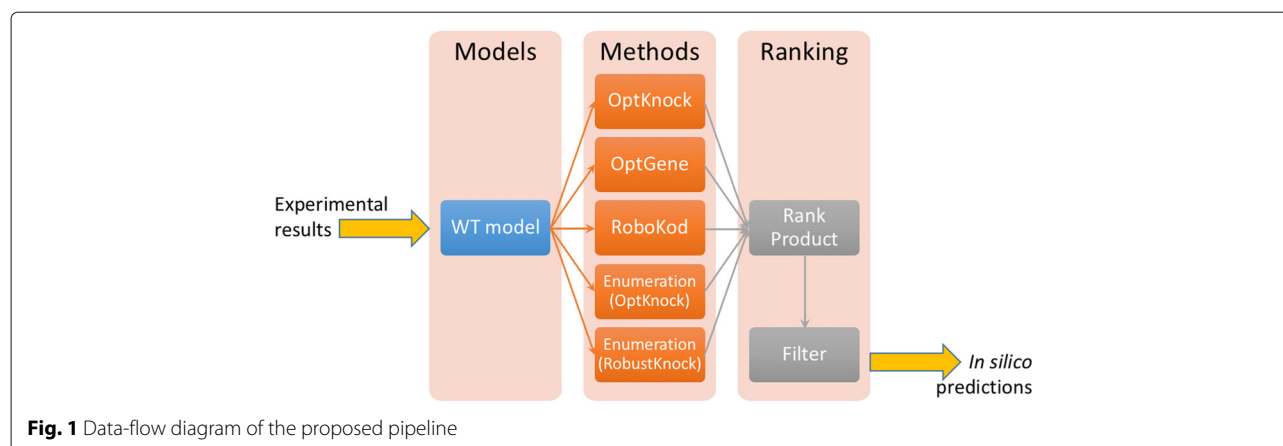 Models
Methods
Ranking
OptKnock
OptGene
Experimental
results
WT model
RoboKod
Rank
Product
Enumeration
(OptKnock)
Enumeration
(RobustKnock)
Filter
In silico
predictions
Fig. 1 Data-flow diagram of the proposed pipeline